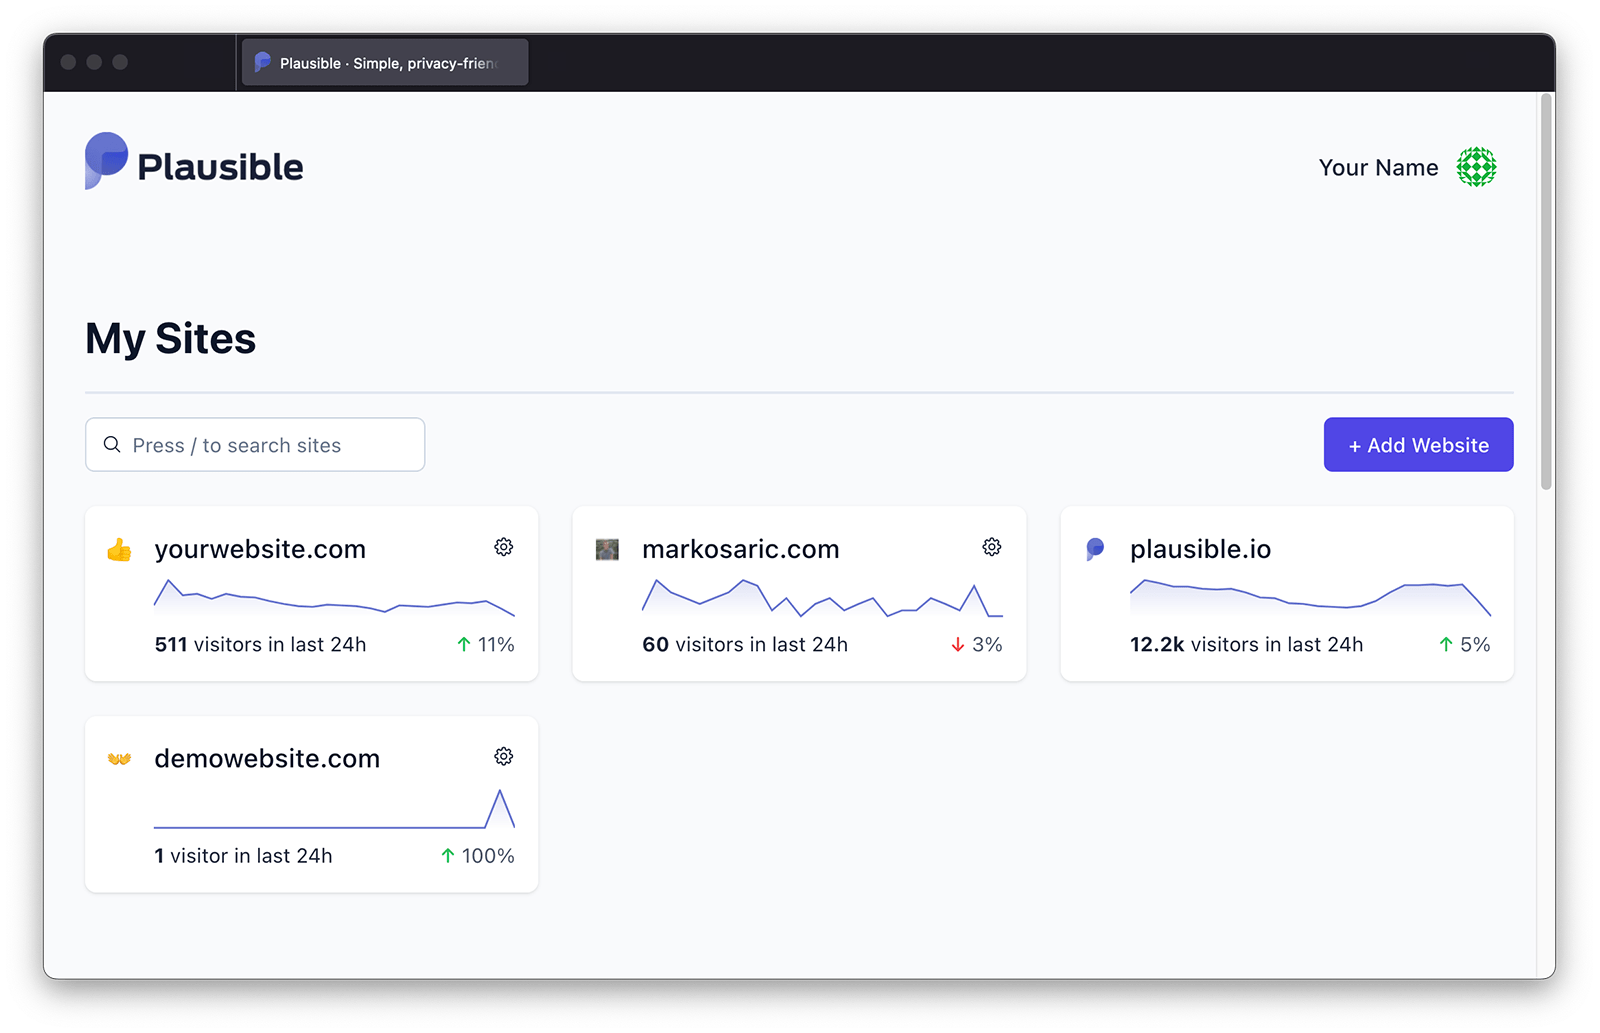 Plausible · Simple, privacy-frien
Plausible
Your Name
My Sites
Press / to search sites
+ Add Website
yourwebsite.com
511 visitors in last 24h
↑ 11%
markosaric.com
60 visitors in last 24h
↓ 3%
plausible.io
12.2k visitors in last 24h
↑ 5%
demowebsite.com
1 visitor in last 24h
↑ 100%